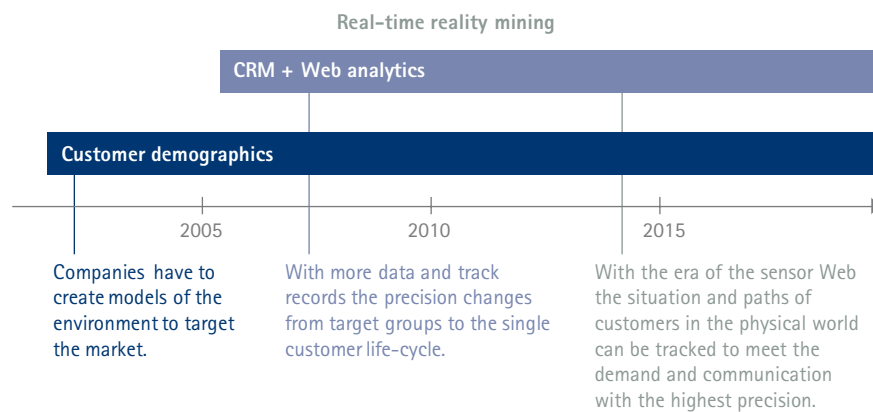 Real-time reality mining
CRM + Web analytics
Customer demographics
2005
2010
2015
Companies have to
create models of the
environment to target
the market.
With more data and track
records the precision changes
from target groups to the single
customer life-cycle.
With the era of the sensor Web
the situation and paths of
customers in the physical world
can be tracked to meet the
demand and communication
with the highest precision.